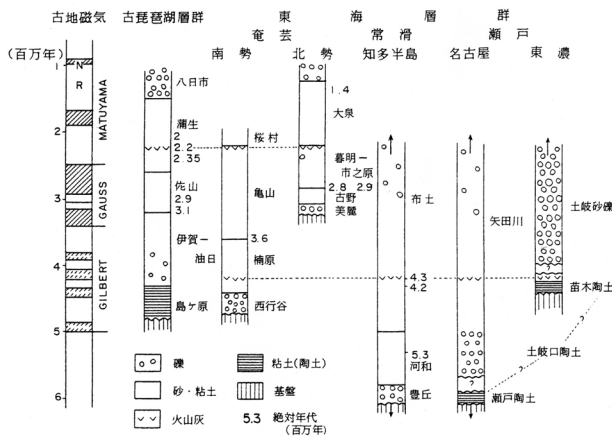 古地磁気 古琵琶湖層群 東海層群
奄芸 常滑 瀬戸
(百万年) 南勢 北勢 知多半島 名古屋 東濃
1 N
R
2
3
4
5
6
MATUYAMA
GAUSS
GILBERT
八日市
蒲生
2
2.2
2.35
佐山
2.9
3.1
伊賀一
油日
島ヶ原
桜村
亀山
3.6
楠原
西行谷
1.4
大泉
暮明一
市之原
2.8 2.9
古野
美鹿
布土
4.3
4.2
5.3
河和
豊丘
矢田川
?
瀬戸陶土
土岐砂礫
?
苗木陶土
?
土岐口陶土
?
礫
砂・粘土
火山灰
粘土(陶土)
基盤
5.3 絶対年代
(百万年)